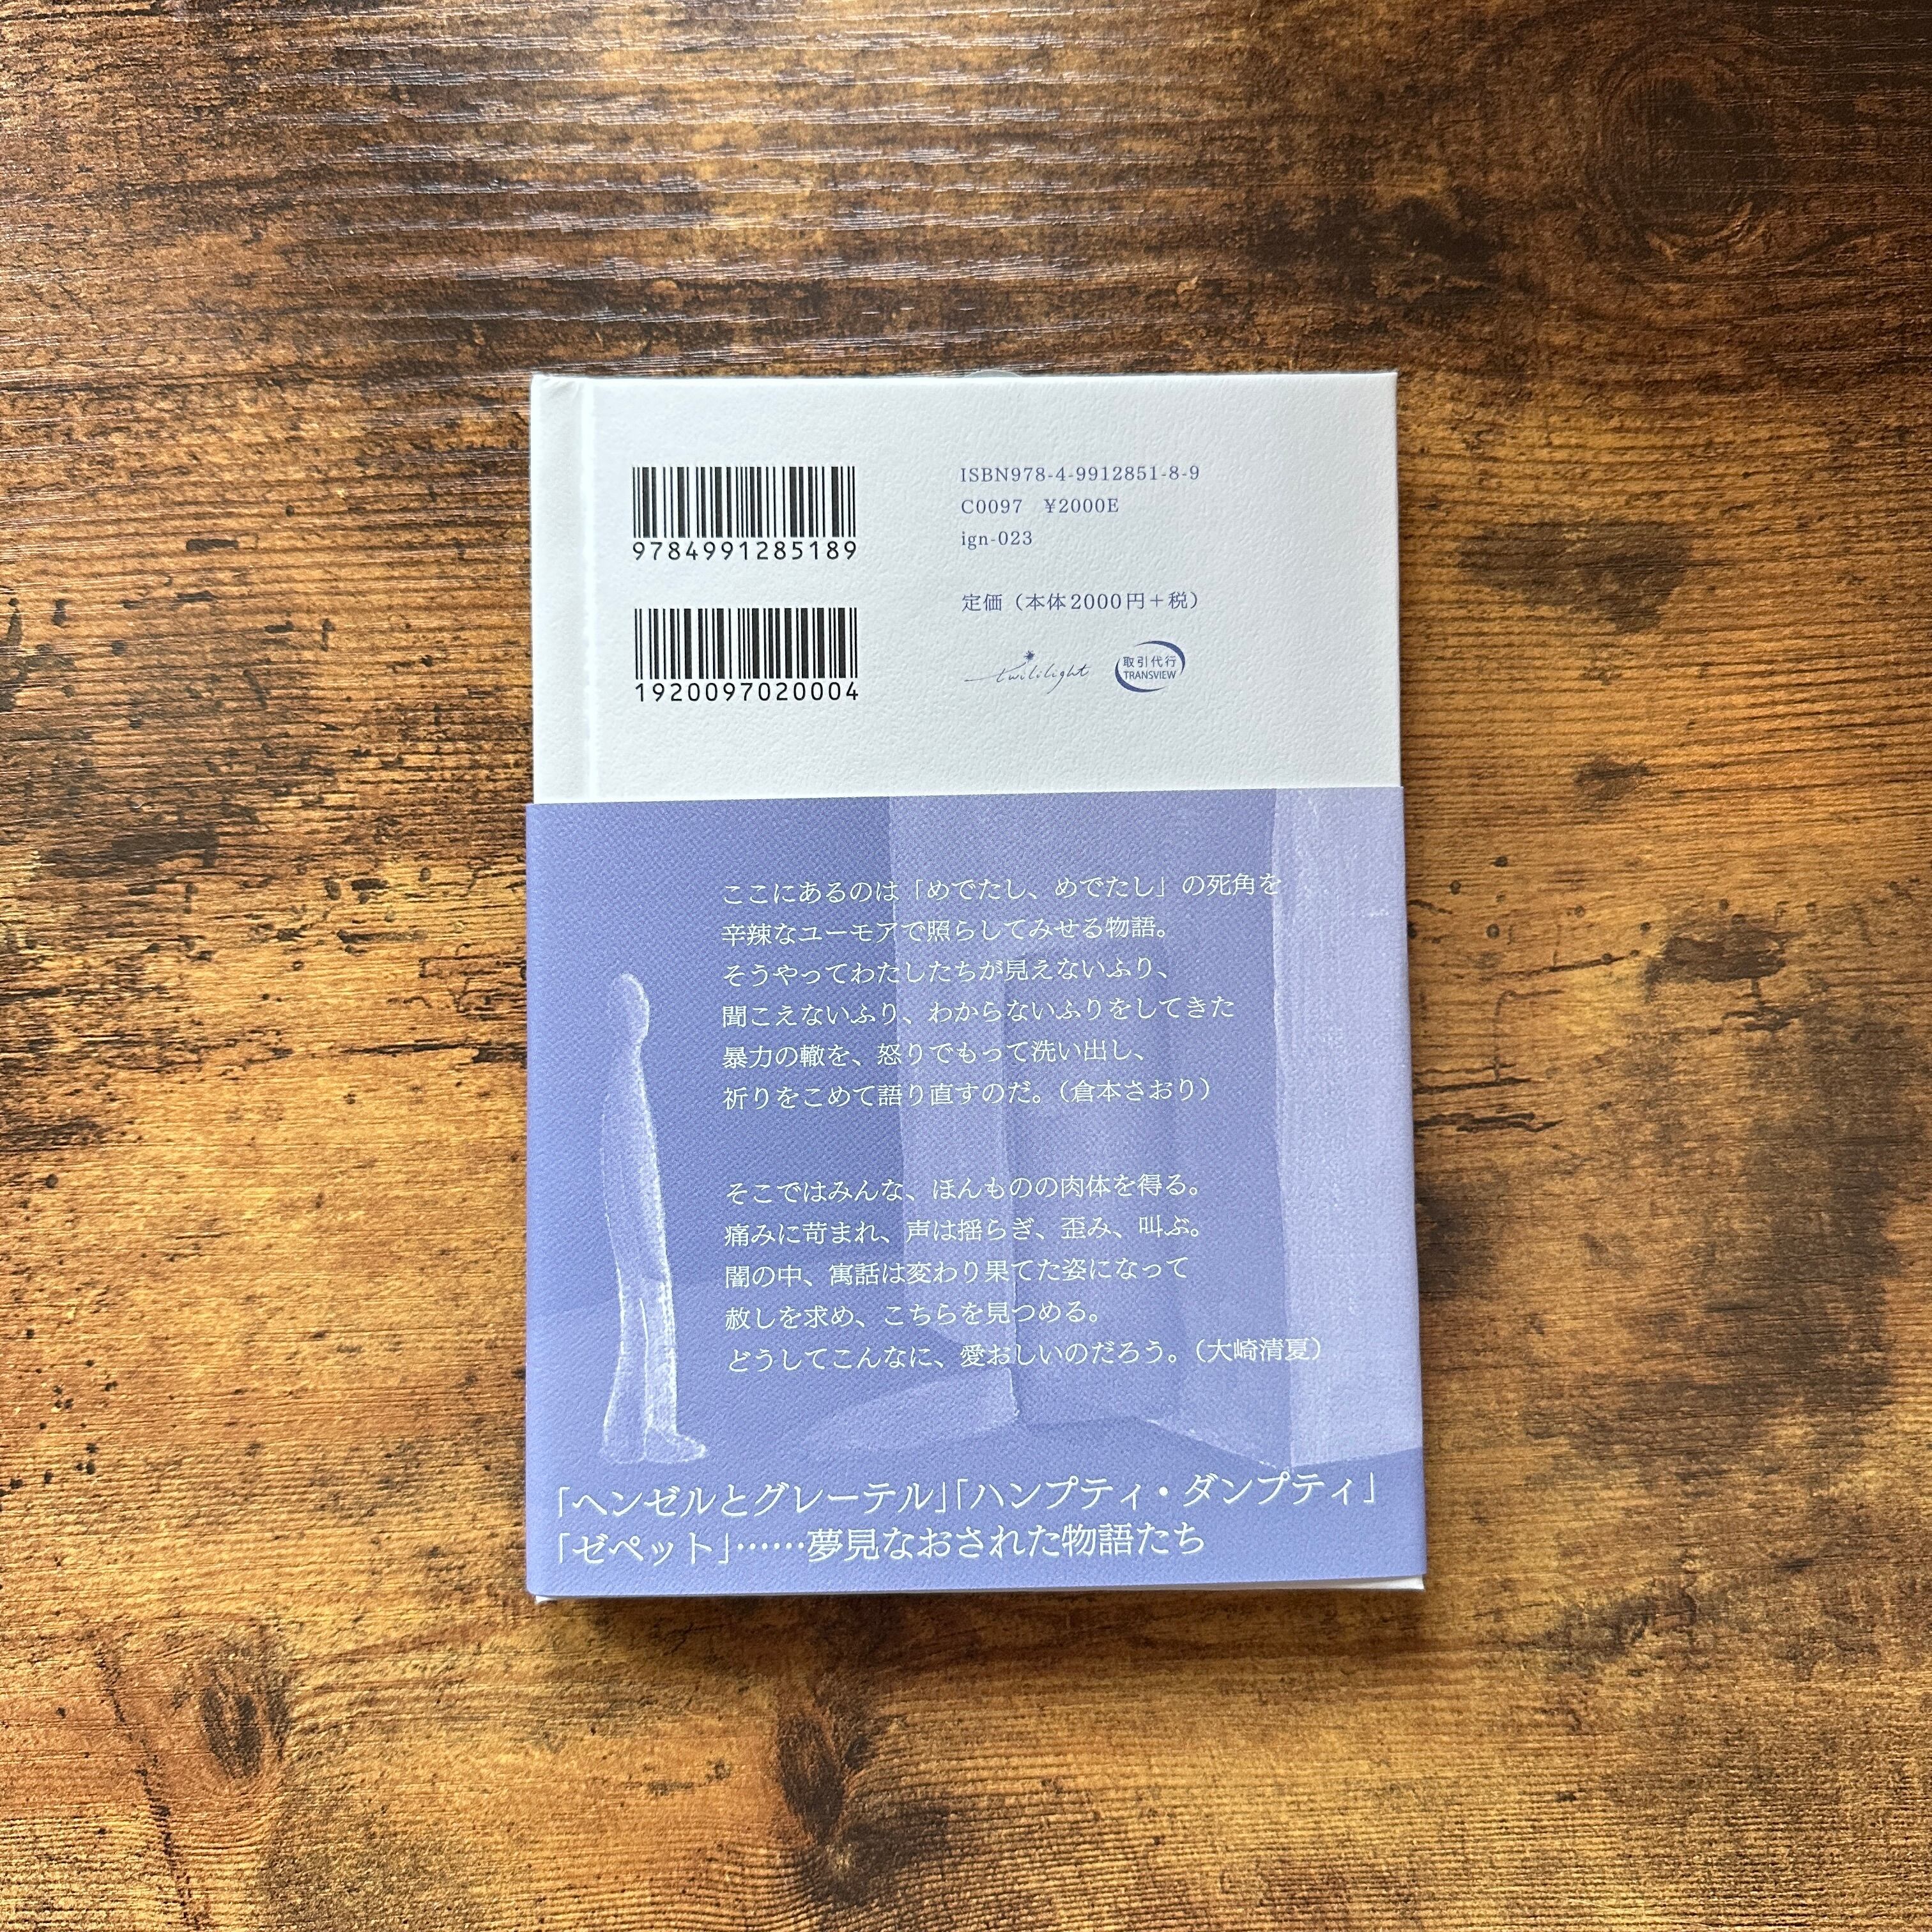 9784991285189
1920097020004
ISBN978-4-9912851-8-9
C0097 ¥2000E
ign-023
定価（本体2000円＋税）
twililight
取引代行
TRANSVIEW
ここにあるのは「めでたし、めでたし」の死角を
辛辣なユーモアで照らしてみせる物語。
そうやってわたしたちが見えないふり、
聞こえないふり、わからないふりをしてきた
暴力の轍を、怒りでもって洗い出し、
祈りをこめて語り直すのだ。（倉本さおり）
そこではみんな、ほんものの肉体を得る。
痛みに苛まれ、声は揺らぎ、歪み、叫ぶ。
闇の中、寓話は変わり果てた姿になって
赦しを求め、こちらを見つめる。
どうしてこんなに、愛おしいのだろう。（大崎清夏）
「ヘンゼルとグレーテル」「ハンプティ・ダンプティ」
「ゼペット」……夢見なおされた物語たち